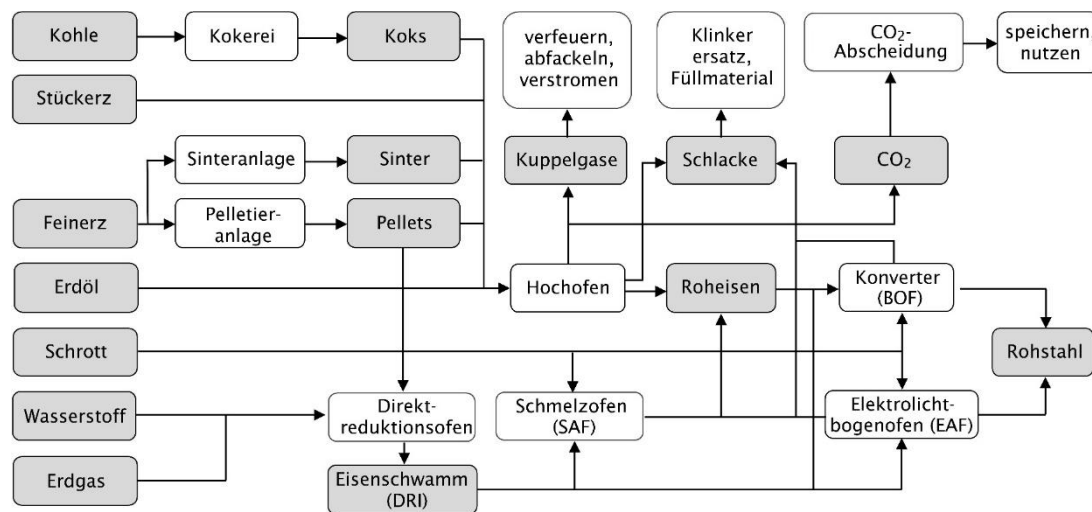 Kohle
Kokerei
Koks
verfeuern,
abfackeln,
verstromen
Klinker
ersatz,
Füllmaterial
CO₂-
Abscheidung
speichern,
nutzen
Stückerz
Sinteranlage
Sinter
Kuppelgase
Schlacke
CO₂
Feinerz
Pelletier-
anlage
Pellets
Erdöl
Hochofen
Roheisen
Konverter
(BOF)
Schrott
Rohstahl
Wasserstoff
Direkt-
reduktionsofen
Schmelzofen
(SAF)
Elektrolicht-
bogenofen (EAF)
Erdgas
Eisenschwamm
(DRI)